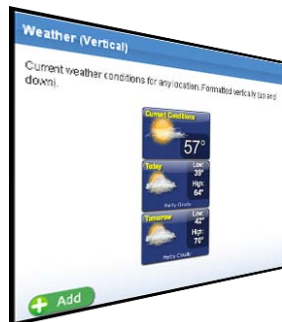 Weather (Vertical)
Current weather conditions for any location. Formatted vertically (up and
down).
Current Conditions
57°
Today
Low:
39°
High:
64°
Partly Cloudy
Tomorrow
Low:
42°
High:
70°
Partly Cloudy
Add